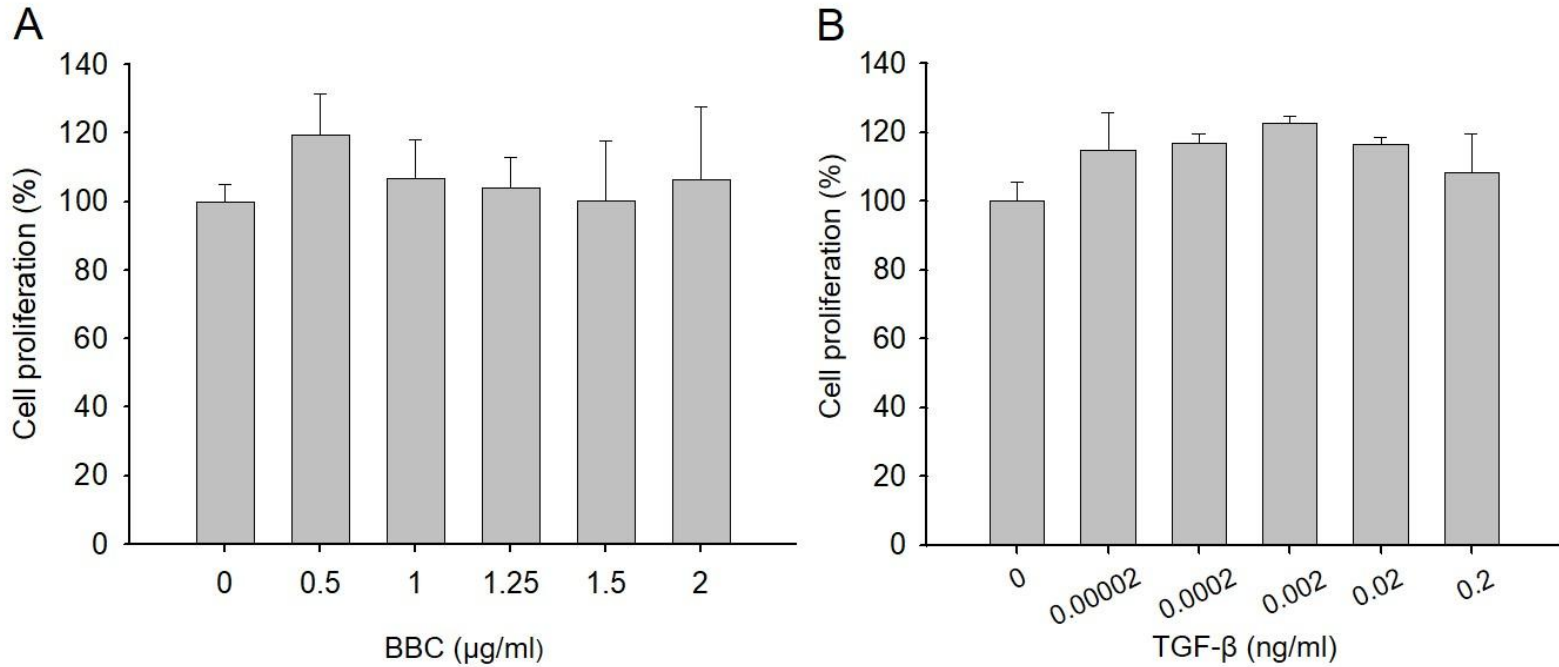 A
Cell proliferation (%)
140
120
100
80
60
40
20
0
0 0.5 1 1.25 1.5 2
BBC (µg/ml)
B
Cell proliferation (%)
140
120
100
80
60
40
20
0
0 0.00002 0.0002 0.002 0.02 0.2
TGF-β (ng/ml)